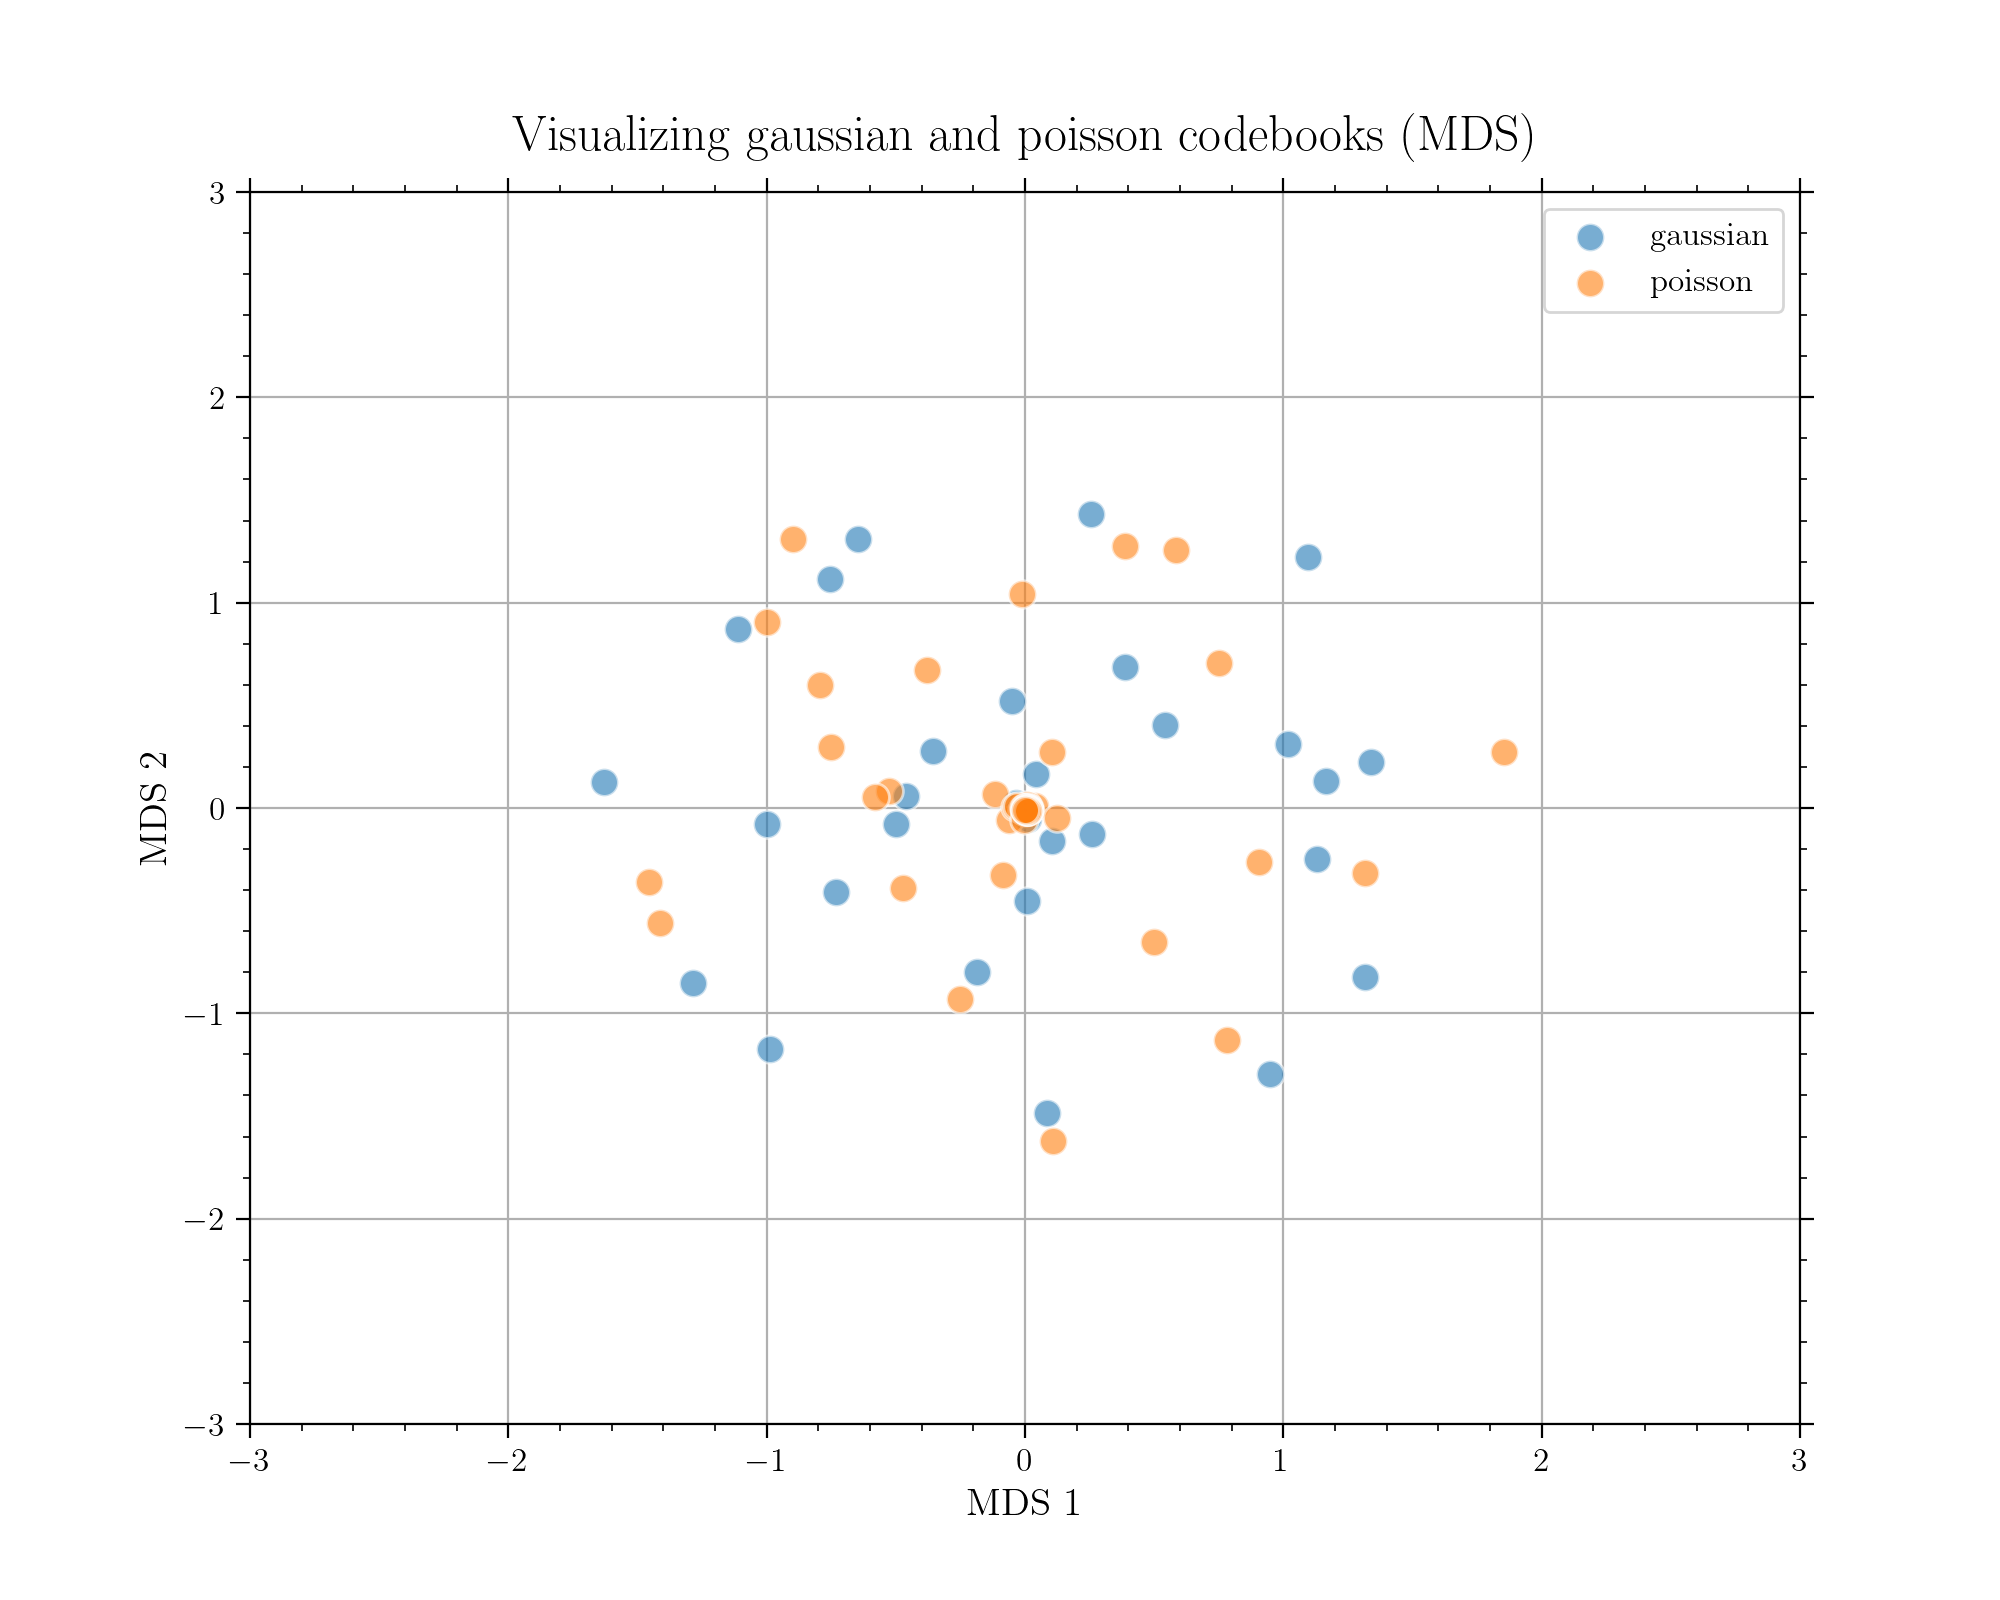 Visualizing gaussian and poisson codebooks (MDS)
3
gaussian
poisson
2
1
MDS 2
0
−1
−2
−3
−3 −2 −1 0 1 2 3
MDS 1